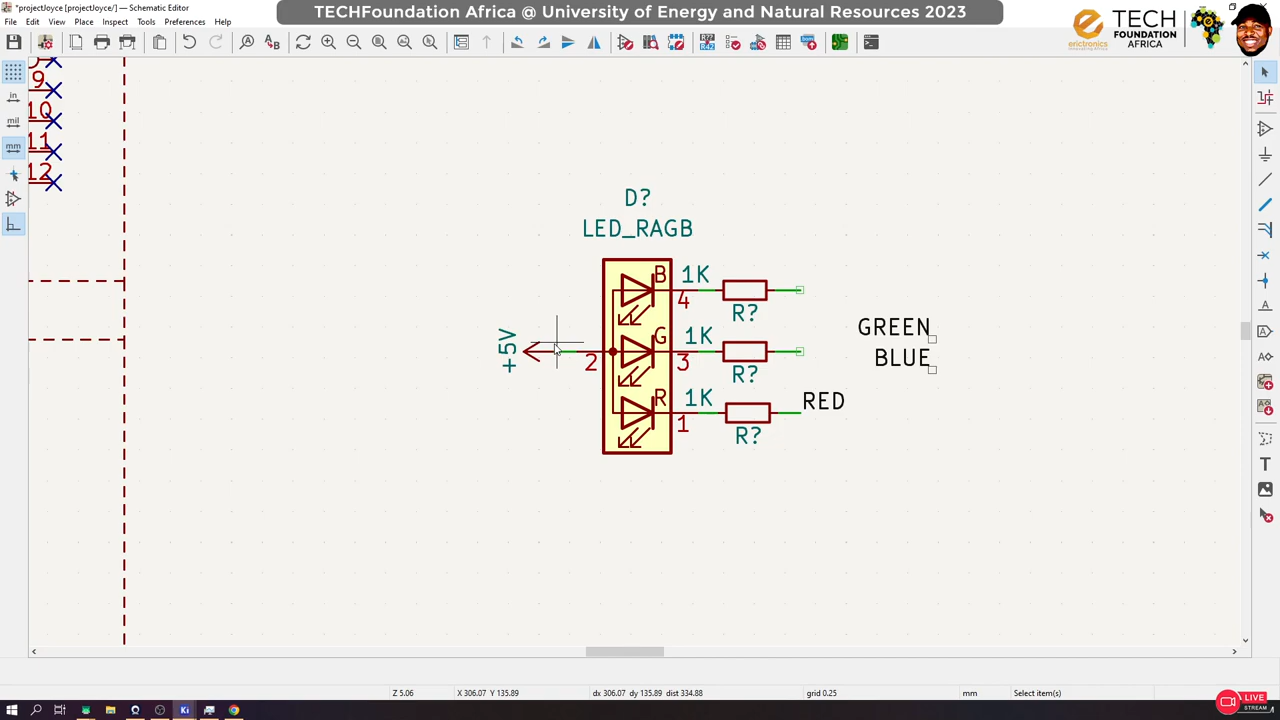 *projectJoyce [projectJoyce/] — Schematic Editor
TECHFoundation Africa @ University of Energy and Natural Resources 2023
File Edit View Place Inspect Tools Preferences Help
erictronics
TECH
FOUNDATION
AFRICA
in
mil
mm
9
10
11
12
D?
LED_RAGB
B
1K
4
R?
+5V
2
G
1K
3
R?
R
1K
1
R?
GREEN
BLUE
RED
Z 5.06
X 306.07 Y 135.89
dx 306.07 dy 135.89 dist 334.88
grid 0.25
mm
Select item(s)
LIVE
STREAM